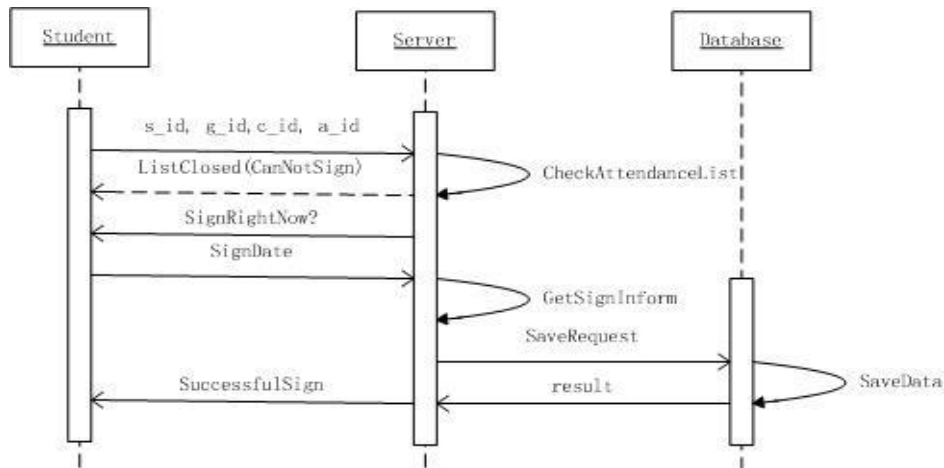 Student
Server
Database
s_id, g_id,c_id, a_id
ListClosed(CanNotSign)
CheckAttendanceList
SignRightNow?
SignDate
GetSignInform
SaveRequest
SuccessfulSign
result
SaveData